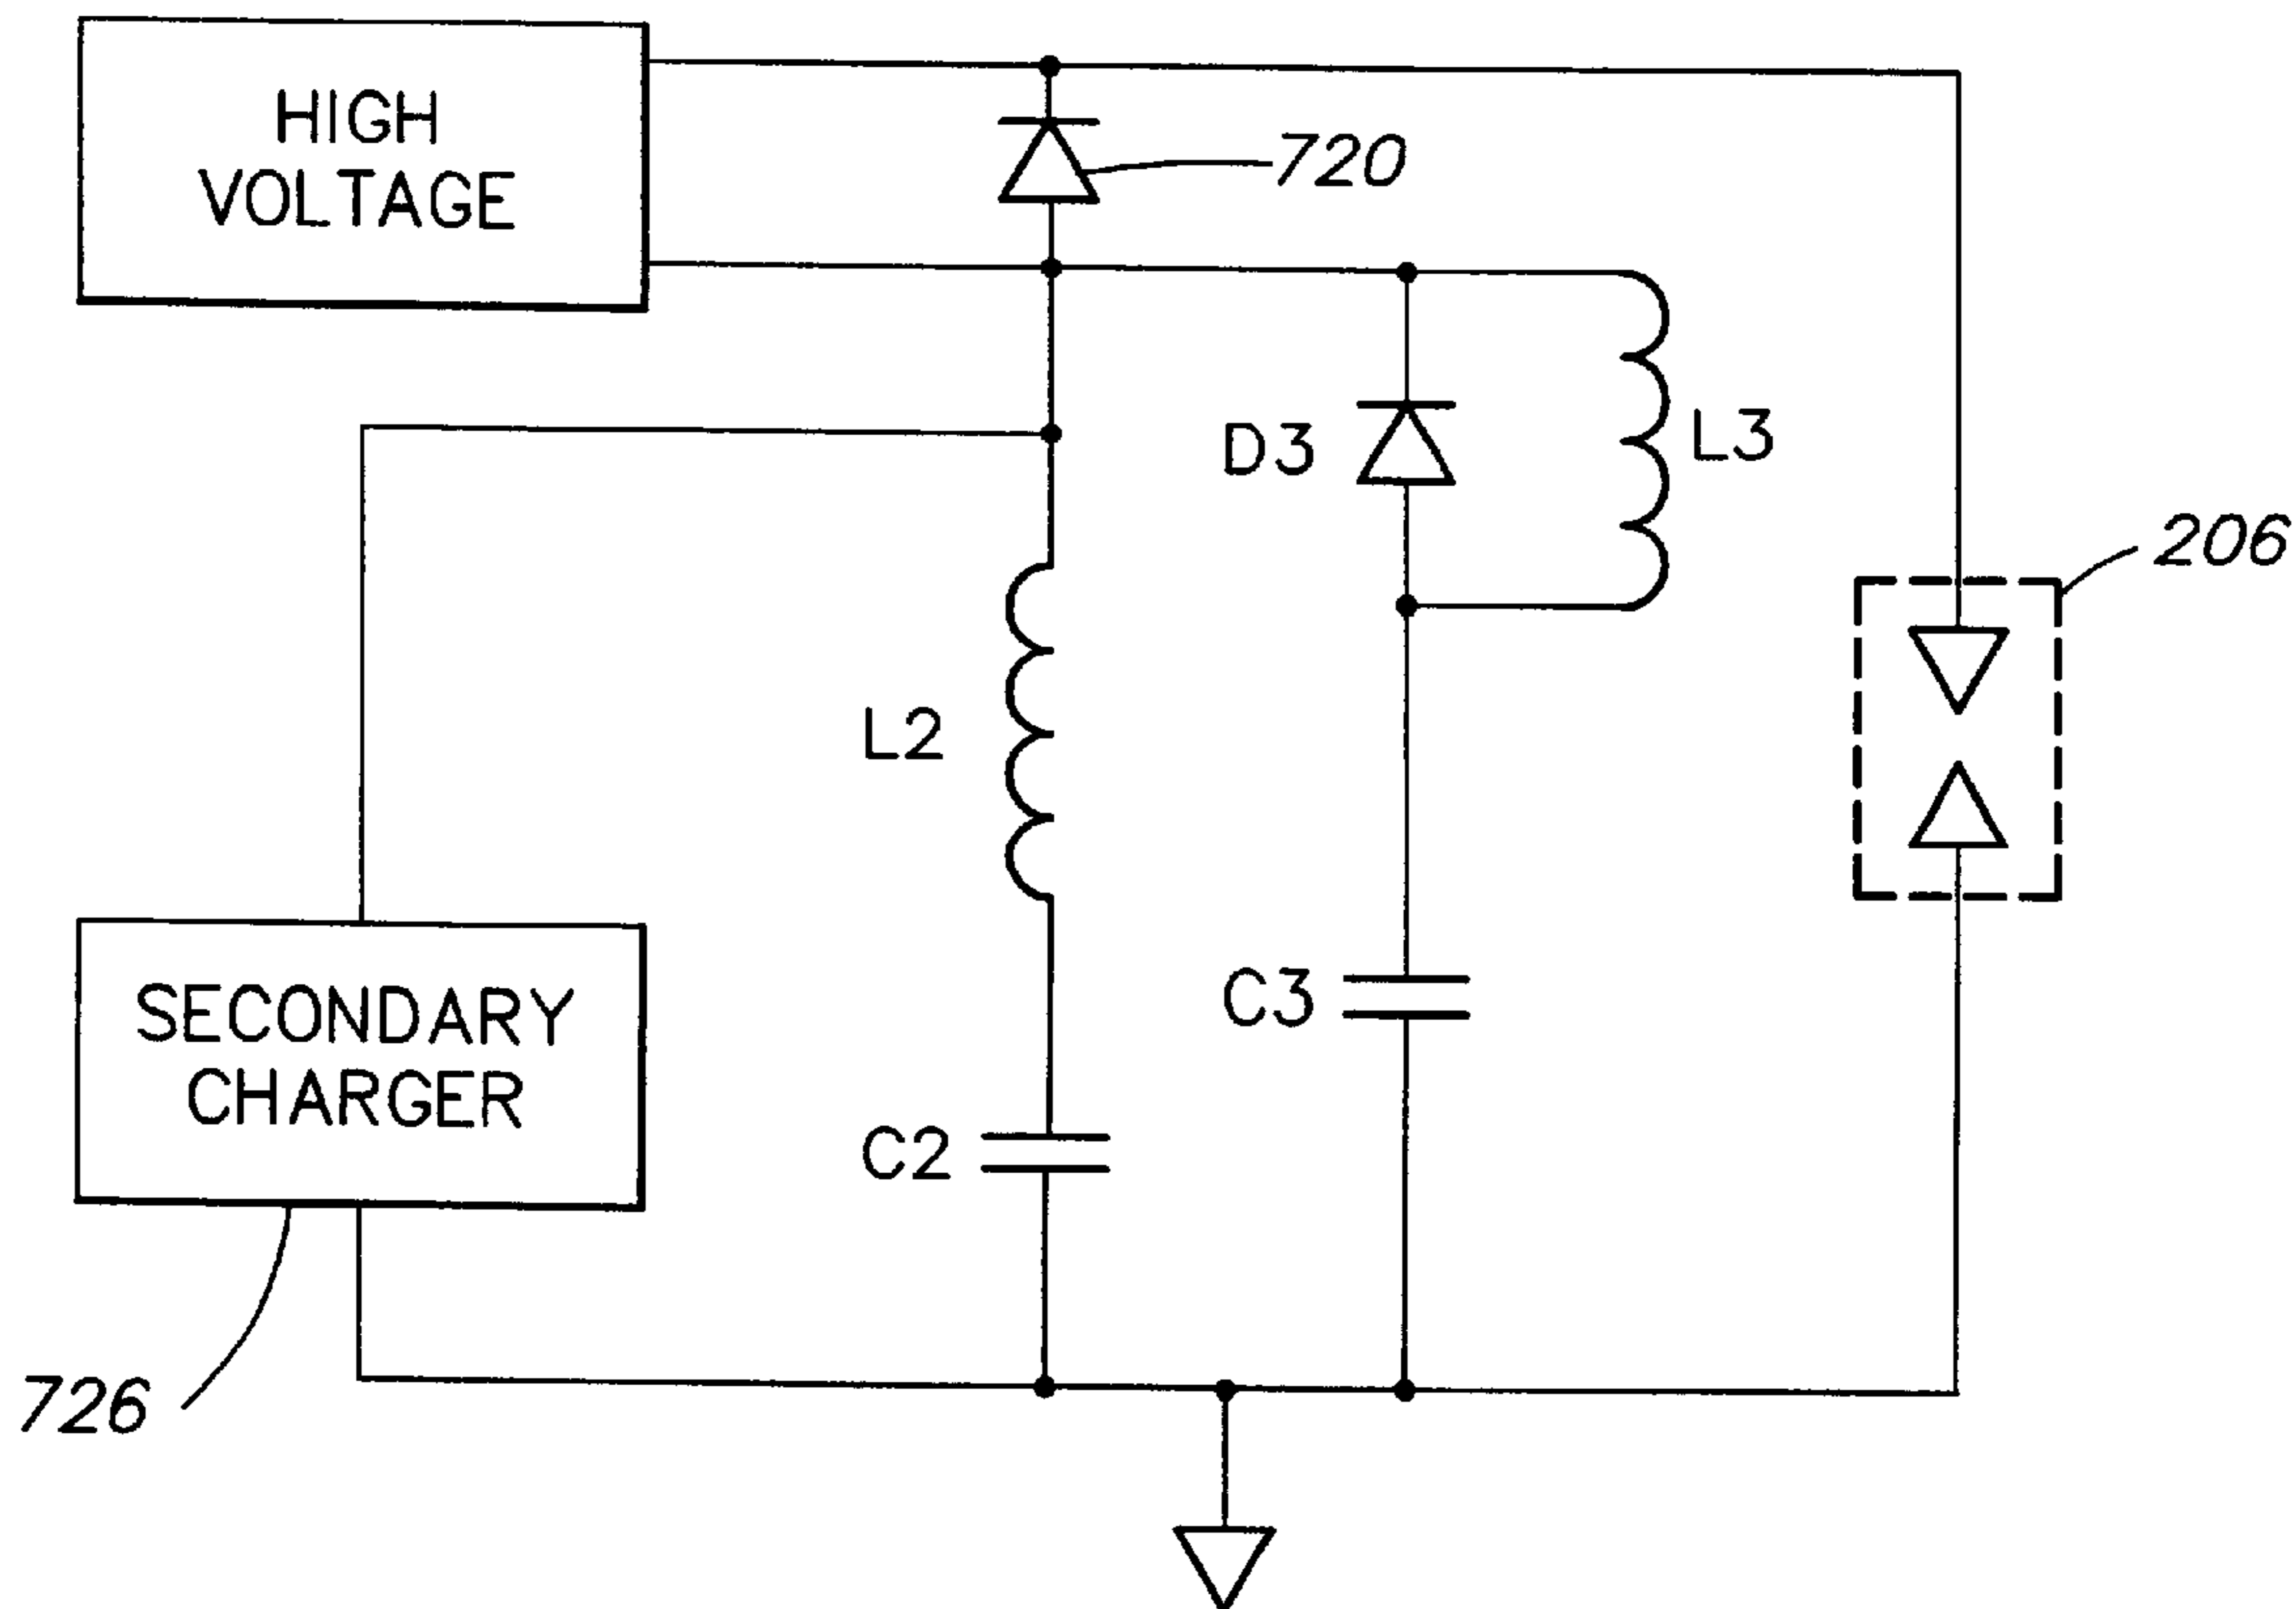 HIGH
VOLTAGE
720
D3
L3
206
L2
SECONDARY
CHARGER
C3
C2
726